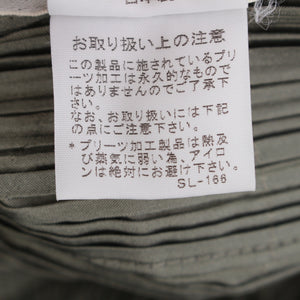 お取り扱い上の注意
この製品に施されているプリ
ーツ加工は永久的なもので
はありませんのでご了承下
さい。
なお、お取り扱いには下記
の点にご注意下さい。
* プリーツ加工製品は熱及
び蒸気に弱い為、アイロ
ンは絶対にお避け下さい。
SL-166